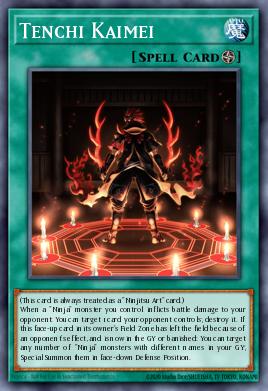 Tenchi Kaimei
魔
[Spell Card]
(This card is always treated as a "Ninjitsu Art" card.)
When a "Ninja" monster you control inflicts battle damage to your
opponent: You can target 1 card your opponent controls; destroy it. If
this face-up card in its owner's Field Zone has left the field because of
an opponent's effect, and is now in the GY or banished: You can target
any number of "Ninja" monsters with different names in your GY;
Special Summon them in face-down Defense Position.